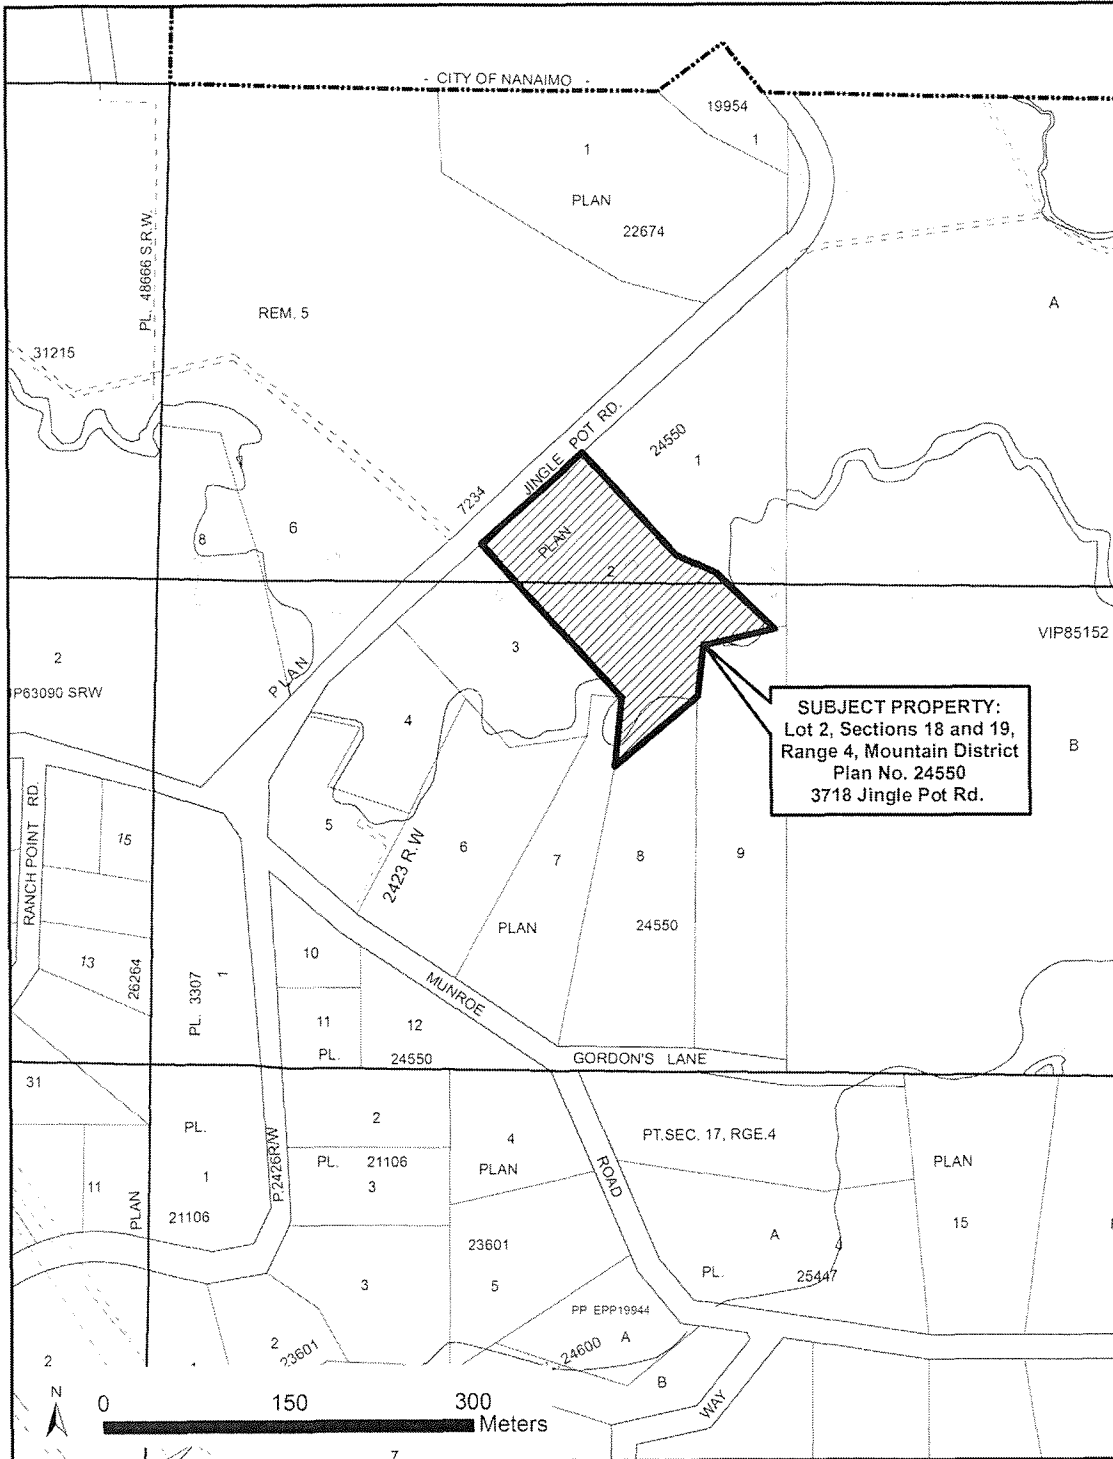 - CITY OF NANAIMO -
19954
1
1
PLAN
22674
PL. 48666 S.R.W.
REM. 5
A
31215
JINGLE POT RD.
24550
1
7234
PLAN
2
6
8
3
VIP85152
2
P63090 SRW
PLAN
4
SUBJECT PROPERTY:
Lot 2, Sections 18 and 19,
Range 4, Mountain District
Plan No. 24550
3718 Jingle Pot Rd.
B
RANCH POINT RD.
15
5
2423 R.W
6
7
8
9
PLAN
24550
13
26264
PL. 3307
1
10
MUNROE
11
12
PL.
24550
GORDON'S LANE
31
PL.
2
4
PT.SEC. 17, RGE.4
PL. 21106
PLAN
PLAN
11
1
3
ROAD
P.2426R/W
PLAN
21106
15
A
4
23601
PL.
25447
3
5
PP EPP19944
2
23601
A
24600
2
1
B
WAY
N
0 150 300
Meters
7